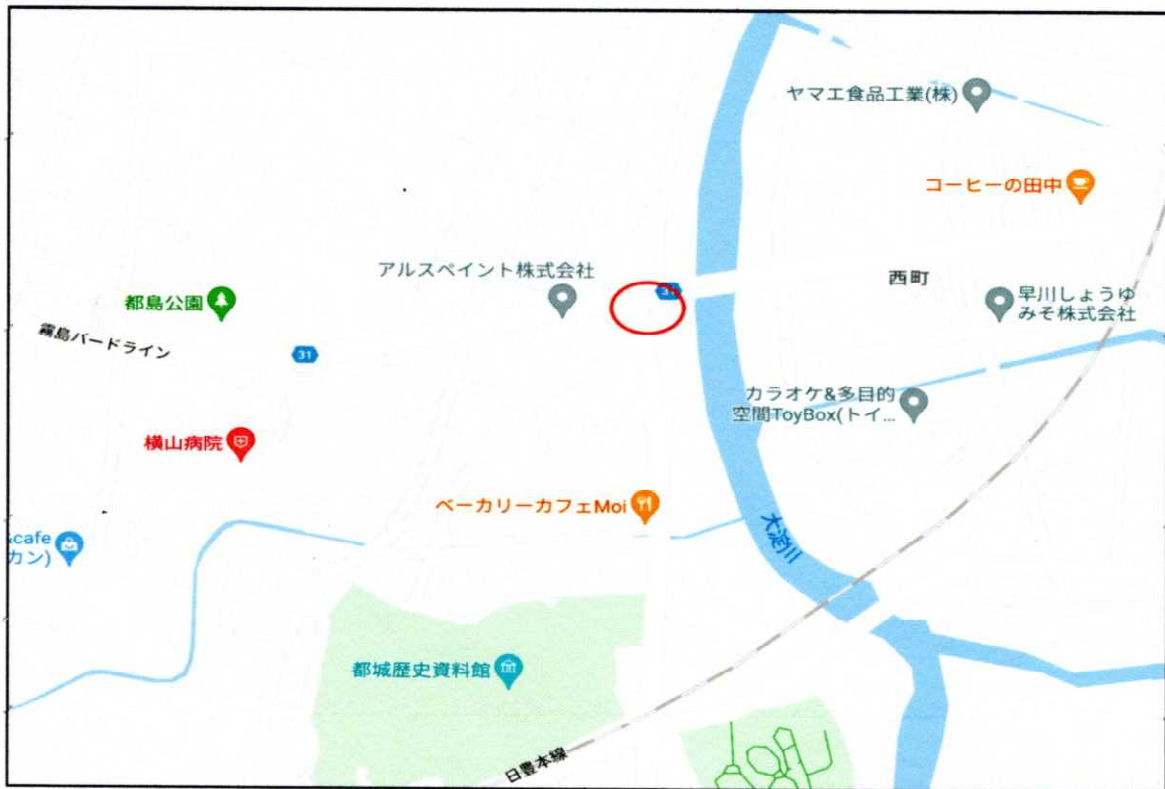 ヤマエ食品工業(株)
コーヒーの田中
アルスペイント株式会社
西町
都島公園
31
早川しょうゆ
みそ株式会社
霧島バードライン
31
カラオケ&多目的
空間ToyBox(トイ...
横山病院
ベーカリーカフェMoi
cafe
カン)
大淀川
都城歴史資料館
日豊本線